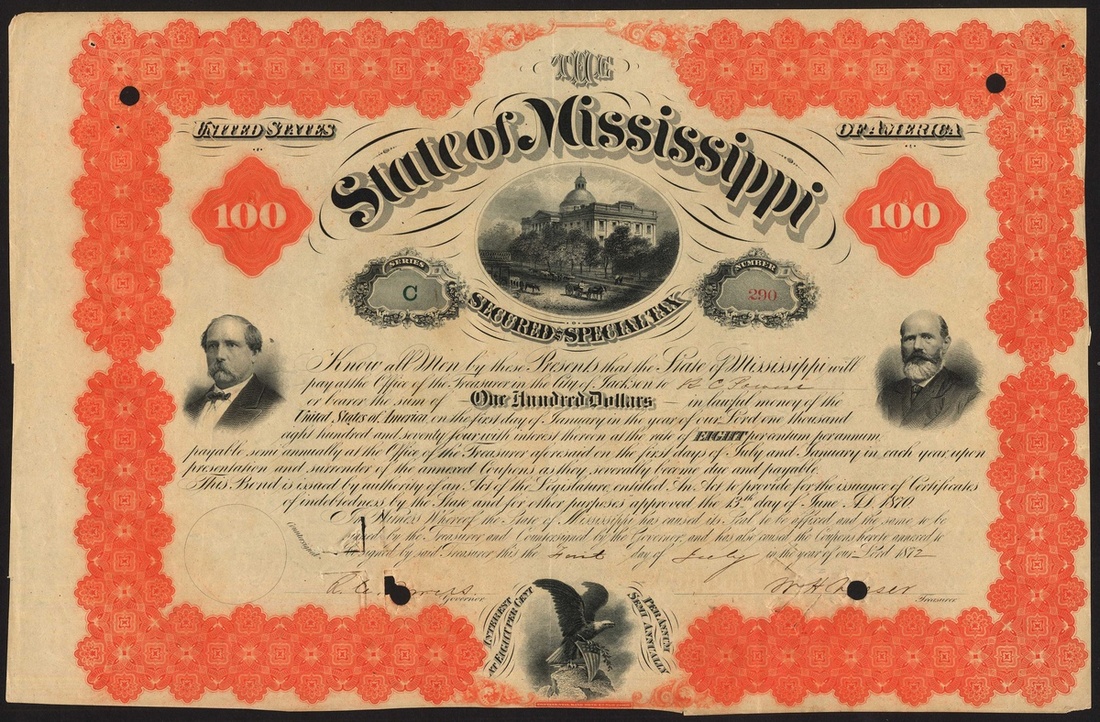 THE
UNITED STATES
OF AMERICA
State of Mississippi
100
100
SERIES
C
NUMBER
290
SECURED BY SPECIAL TAX
Know all Men by these Presents that the State of Mississippi will
pay at the Office of the Treasurer in the City of Jackson to
or bearer the sum of One Hundred Dollars in lawful money of the
United States of America, on the first day of January in the year of our Lord one thousand
eight hundred and seventy four with interest thereon at the rate of EIGHT per centum per annum,
payable semi annually at the Office of the Treasurer aforesaid on the first days of July and January in each year, upon
presentation and surrender of the annexed Coupons as they severally become due and payable.
This Bond is issued by authority of an Act of the Legislature, entitled An Act to provide for the issuance of Certificates
of indebtedness by the State and for other purposes approved the 13th day of June A.D. 1870.
In Witness Whereof the State of Mississippi has caused its Seal to be affixed and the same to be
signed by the Treasurer and Countersigned by the Governor, and has also caused the Coupons hereto annexed to
be signed by said Treasurer this the first day of July in the year of our Lord 1872
Countersigned
Governor
Treasurer
INTEREST
AT EIGHT PER CENT
PER ANNUM
SEMI ANNUALLY